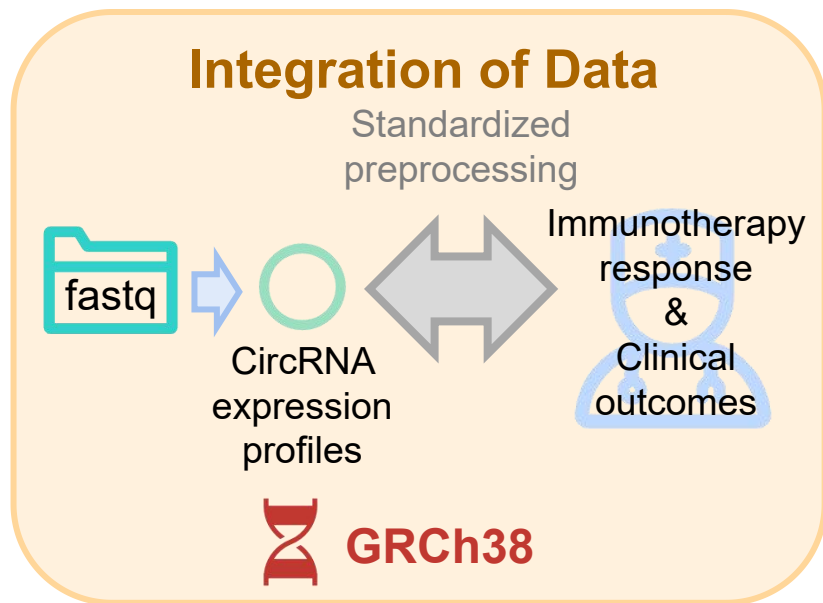 Integration of Data
Standardized
preprocessing
fastq
CircRNA
expression
profiles
Immunotherapy
response
&
Clinical
outcomes
GRCh38